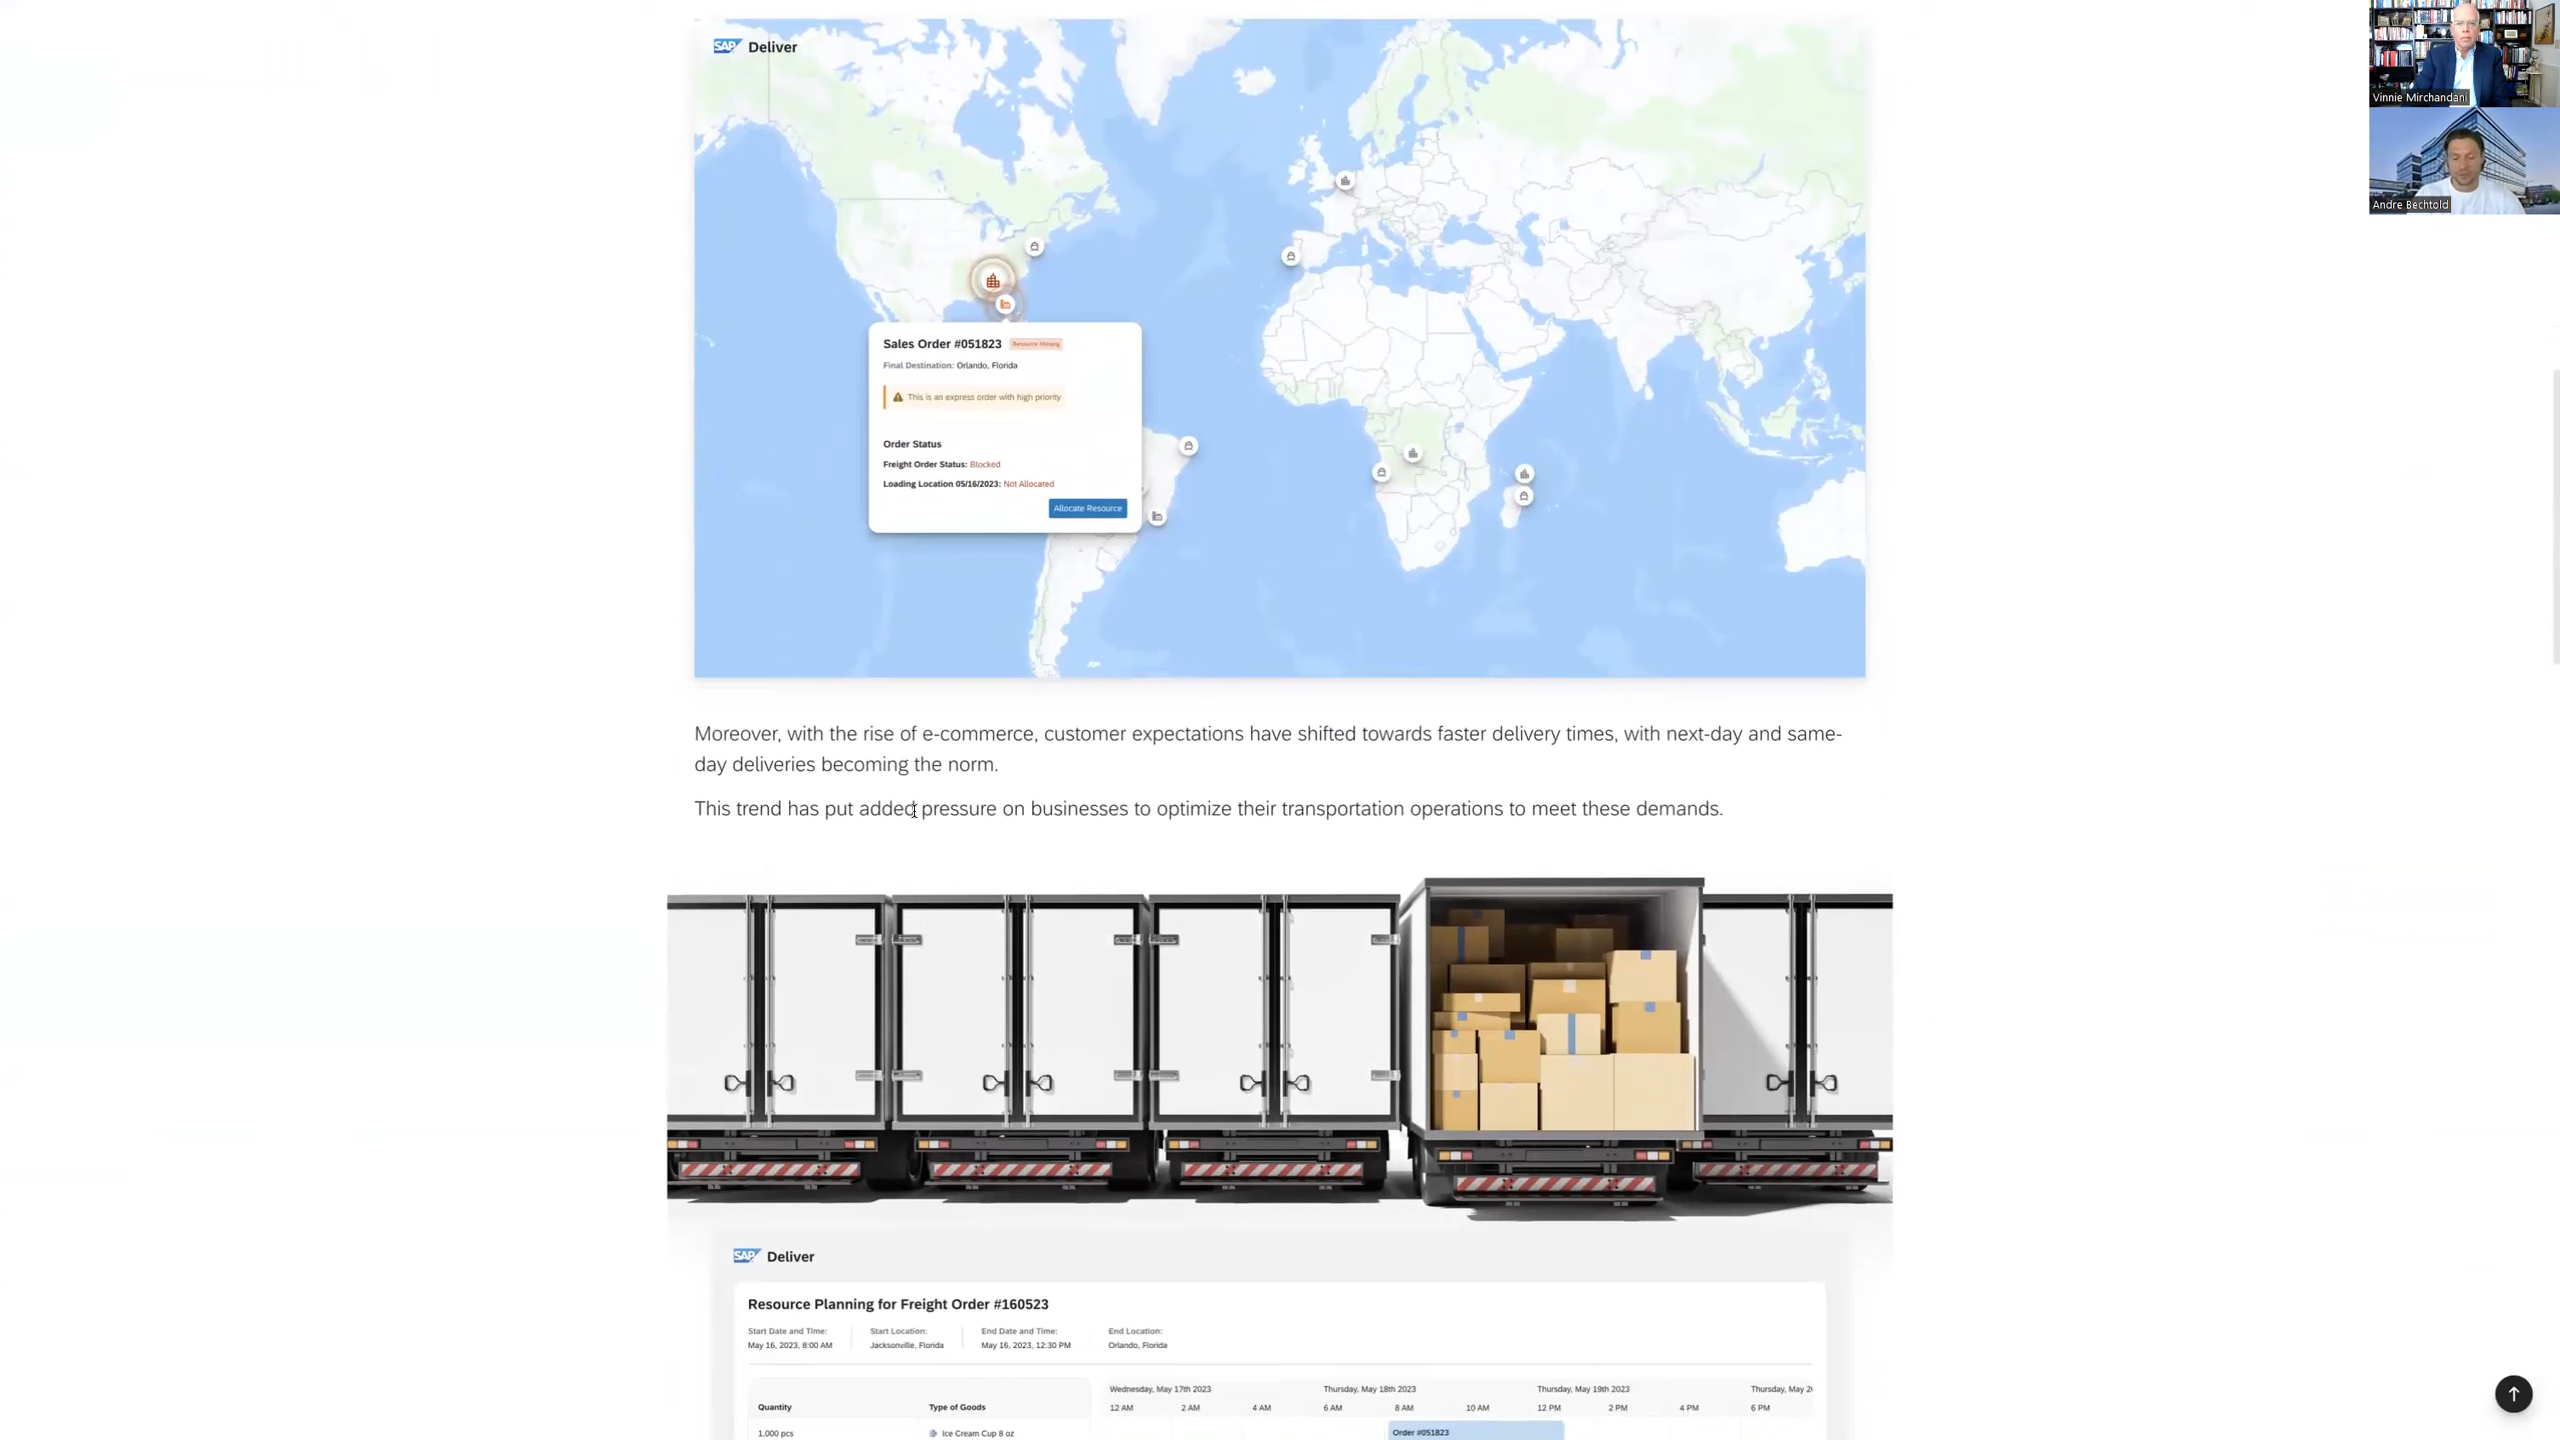 SAP Deliver
Vinnie Mirchandani
Andre Bechtold
Sales Order #051823 Resource Missing
Final Destination: Orlando, Florida
This is an express order with high priority
Order Status
Freight Order Status: Blocked
Loading Location 05/16/2023: Not Allocated
Allocate Resource
Moreover, with the rise of e-commerce, customer expectations have shifted towards faster delivery times, with next-day and same-
day deliveries becoming the norm.
This trend has put added pressure on businesses to optimize their transportation operations to meet these demands.
SAP Deliver
Resource Planning for Freight Order #160523
Start Date and Time: Start Location: End Date and Time: End Location:
May 16, 2023, 8:00 AM Jacksonville, Florida May 16, 2023, 12:30 PM Orlando, Florida
Wednesday, May 17th 2023 Thursday, May 18th 2023 Thursday, May 19th 2023 Thursday, May 2
Quantity Type of Goods 12 AM 2 AM 4 AM 6 AM 8 AM 10 AM 12 PM 2 PM 4 PM 6 PM
1.000 pcs Ice Cream Cup 8 oz Order #051823